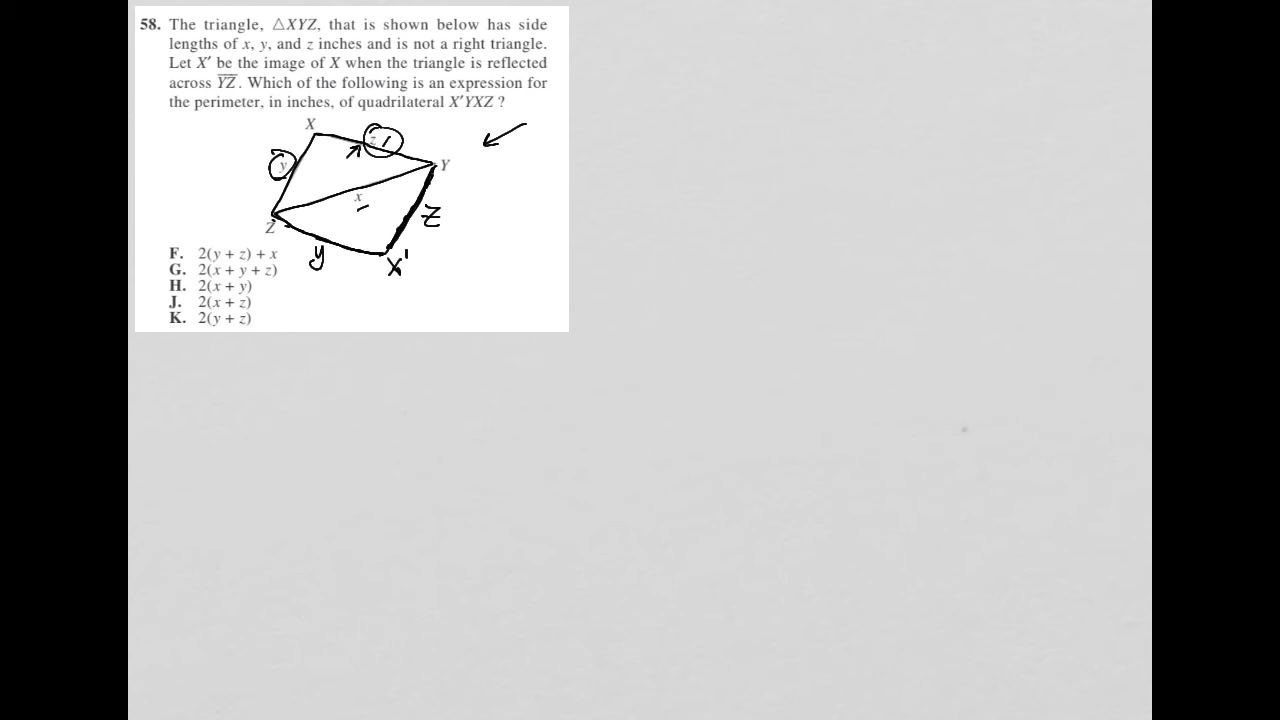 58. The triangle, △XYZ, that is shown below has side
lengths of x, y, and z inches and is not a right triangle.
Let X′ be the image of X when the triangle is reflected
across Y͞Z͞. Which of the following is an expression for
the perimeter, in inches, of quadrilateral X′YXZ ?
X
z
y
Y
x
Z
z
y
X'
F. 2(y + z) + x
G. 2(x + y + z)
H. 2(x + y)
J. 2(x + z)
K. 2(y + z)